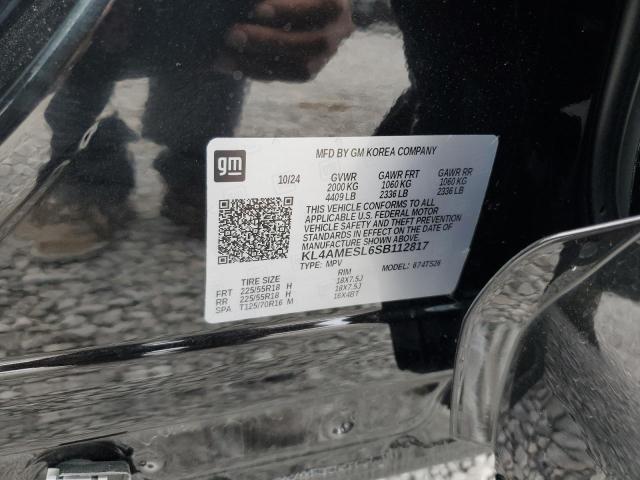 gm
MFD BY GM KOREA COMPANY
10/24 GVWR GAWR FRT GAWR RR
2000 KG 1060 KG 1060 KG
4409 LB 2336 LB 2336 LB
THIS VEHICLE CONFORMS TO ALL
APPLICABLE U.S. FEDERAL MOTOR
VEHICLE SAFETY AND THEFT PREVENTION
STANDARDS IN EFFECT ON THE DATE OF
MANUFACTURE SHOWN ABOVE.
KL4AMESL6SB112817
TYPE: MPV 874TS26
TIRE SIZE RIM
FRT 225/55R18 H 18X7.5J
RR 225/55R18 H 18X7.5J
SPA T125/70R16 M 16X4BT